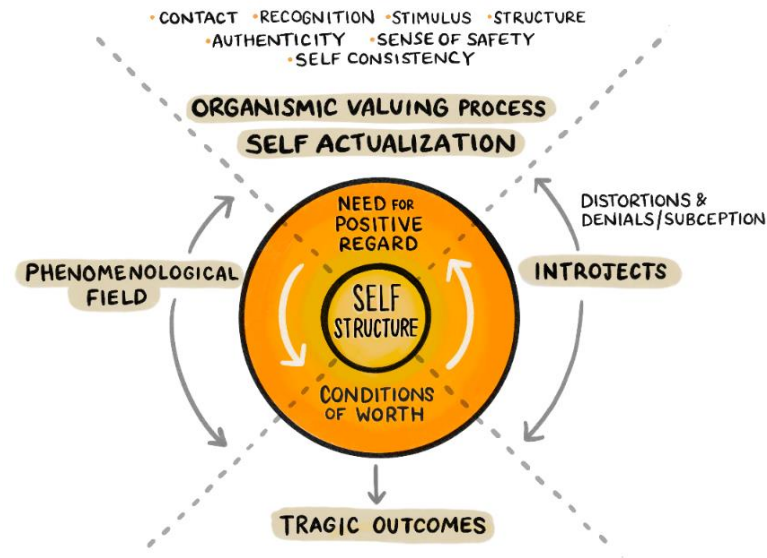 • CONTACT • RECOGNITION • STIMULUS • STRUCTURE
• AUTHENTICITY • SENSE OF SAFETY
• SELF CONSISTENCY
ORGANISMIC VALUING PROCESS
SELF ACTUALIZATION
NEED FOR
POSITIVE
REGARD
DISTORTIONS &
DENIALS/SUBCEPTION
PHENOMENOLOGICAL
FIELD
SELF
STRUCTURE
INTROJECTS
CONDITIONS
OF WORTH
TRAGIC OUTCOMES